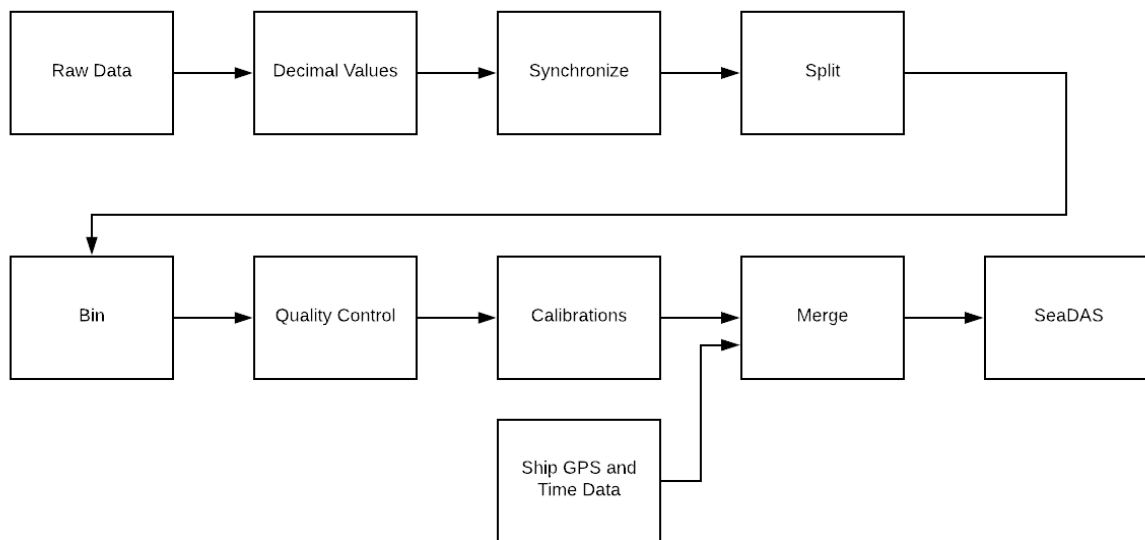 Raw Data
Decimal Values
Synchronize
Split
Bin
Quality Control
Calibrations
Merge
SeaDAS
Ship GPS and
Time Data